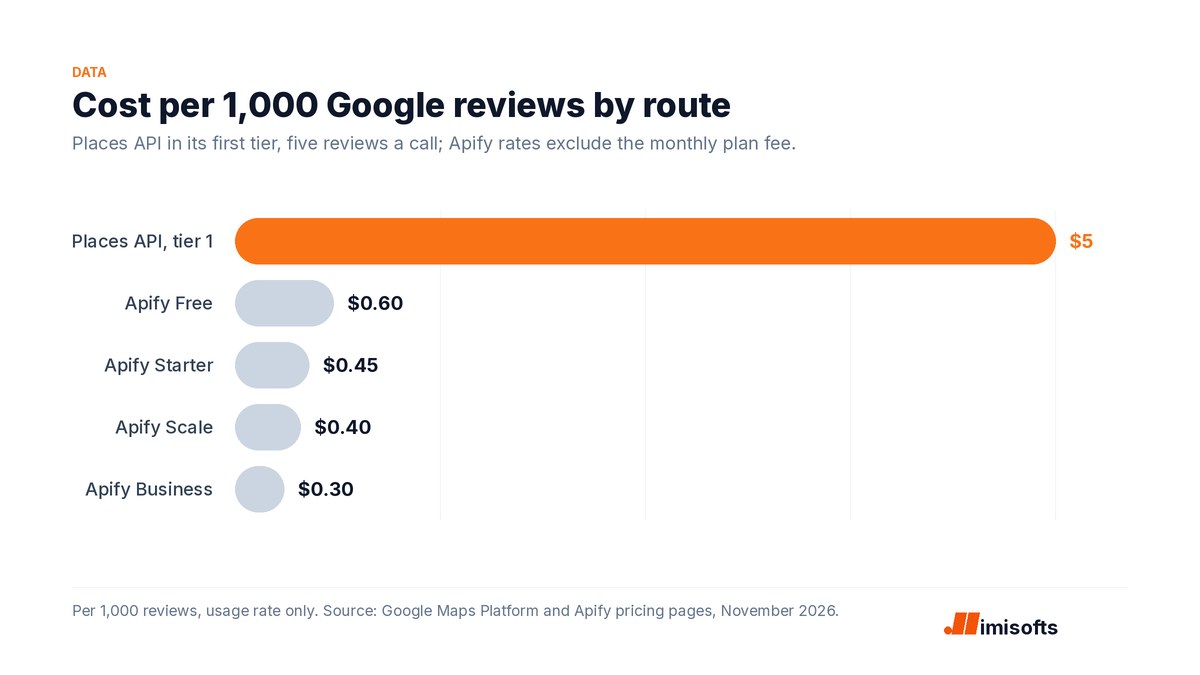 DATA
Cost per 1,000 Google reviews by route
Places API in its first tier, five reviews a call; Apify rates exclude the monthly plan fee.
Places API, tier 1 $5
Apify Free $0.60
Apify Starter $0.45
Apify Scale $0.40
Apify Business $0.30
Per 1,000 reviews, usage rate only. Source: Google Maps Platform and Apify pricing pages, November 2026.
imisofts